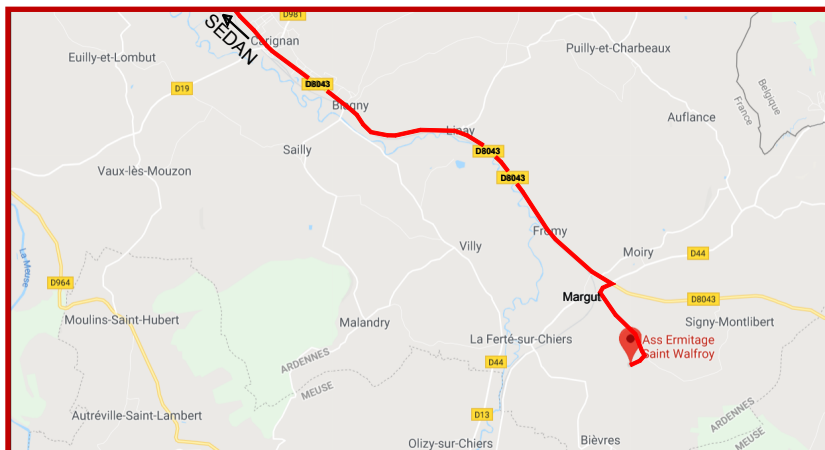 D981
SEDAN
Carignan
Puilly-et-Charbeaux
Euilly-et-Lombut
D8043
D19
Belgique
France
Blagny
Auflance
Linay
Sailly
D8043
Vaux-lès-Mouzon
D8043
Fromy
Villy
Moiry
D44
La Meuse
D964
Margut
D8043
Moulins-Saint-Hubert
Malandry
Signy-Montlibert
La Ferté-sur-Chiers
Ass Ermitage
Saint Walfroy
ARDENNES
MEUSE
D44
Autréville-Saint-Lambert
D13
ARDENNES
MEUSE
Olizy-sur-Chiers
Bièvres